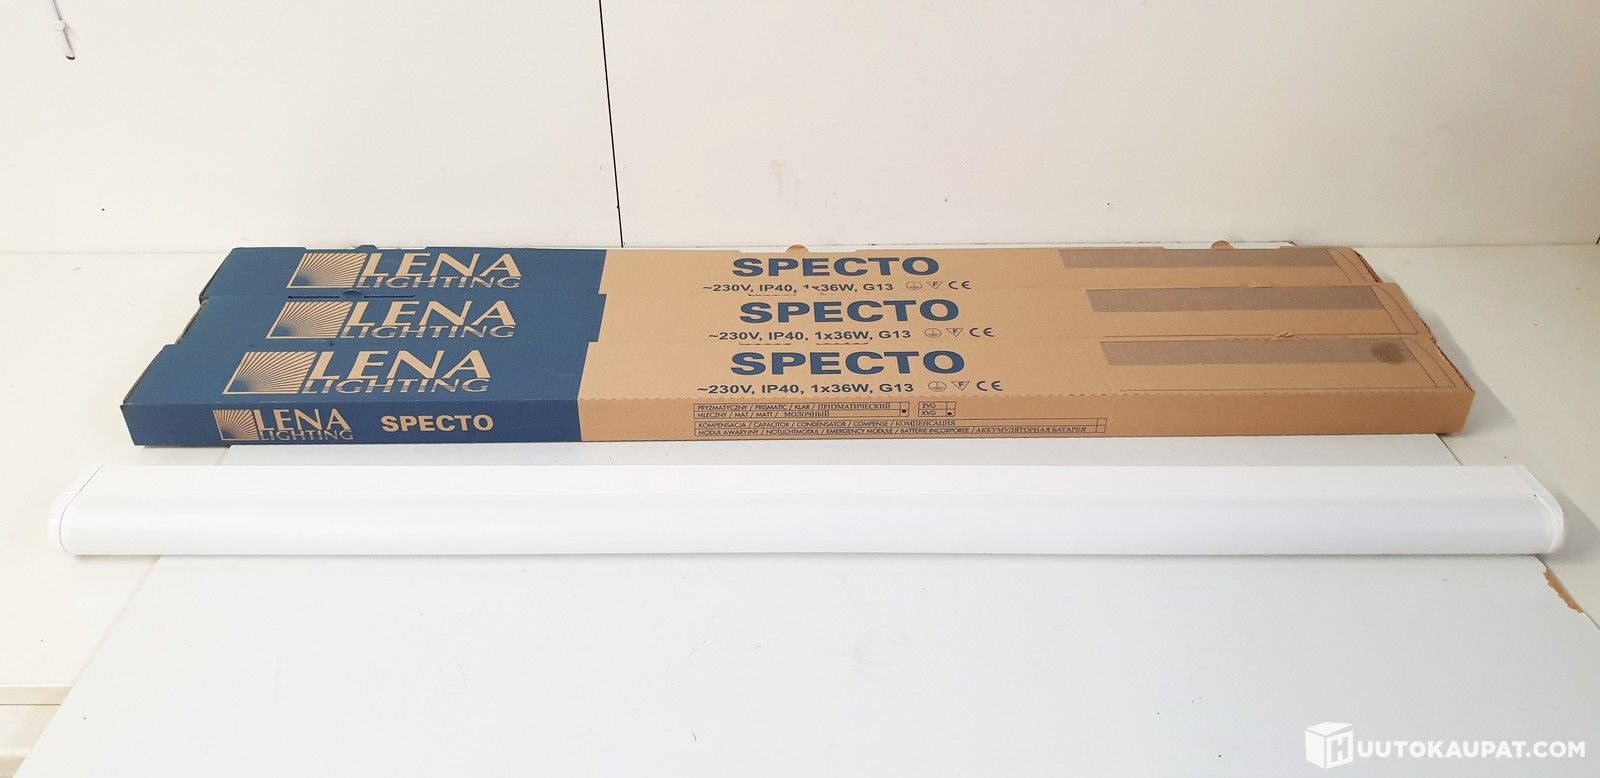 LENA
LIGHTING
SPECTO
~230V, IP40, 1x36W, G13 F CE
LENA
LIGHTING
SPECTO
~230V, IP40, 1x36W, G13 F CE
LENA
LIGHTING
SPECTO
~230V, IP40, 1x36W, G13 F CE
LENA
LIGHTING
SPECTO
PRYZMATYCZNY / PRISMATIC / KLAR / ПРИЗМАТИЧЕСКИЙ
MLECZNY / MAT / MATT / МОЛОЧНЫЙ
EVG
KVG
KOMPENSACJA / CAPACITOR / CONDENSATOR / COMPENSE / КОМПЕНСАЦИЯ
MODUŁ AWARYJNY / NOTLICHTMODUL / EMERGENCY MODULE / BATTERIE INCORPOREE / АККУМУЛЯТОРНАЯ БАТАРЕЯ
HUUTOKAUPAT.COM